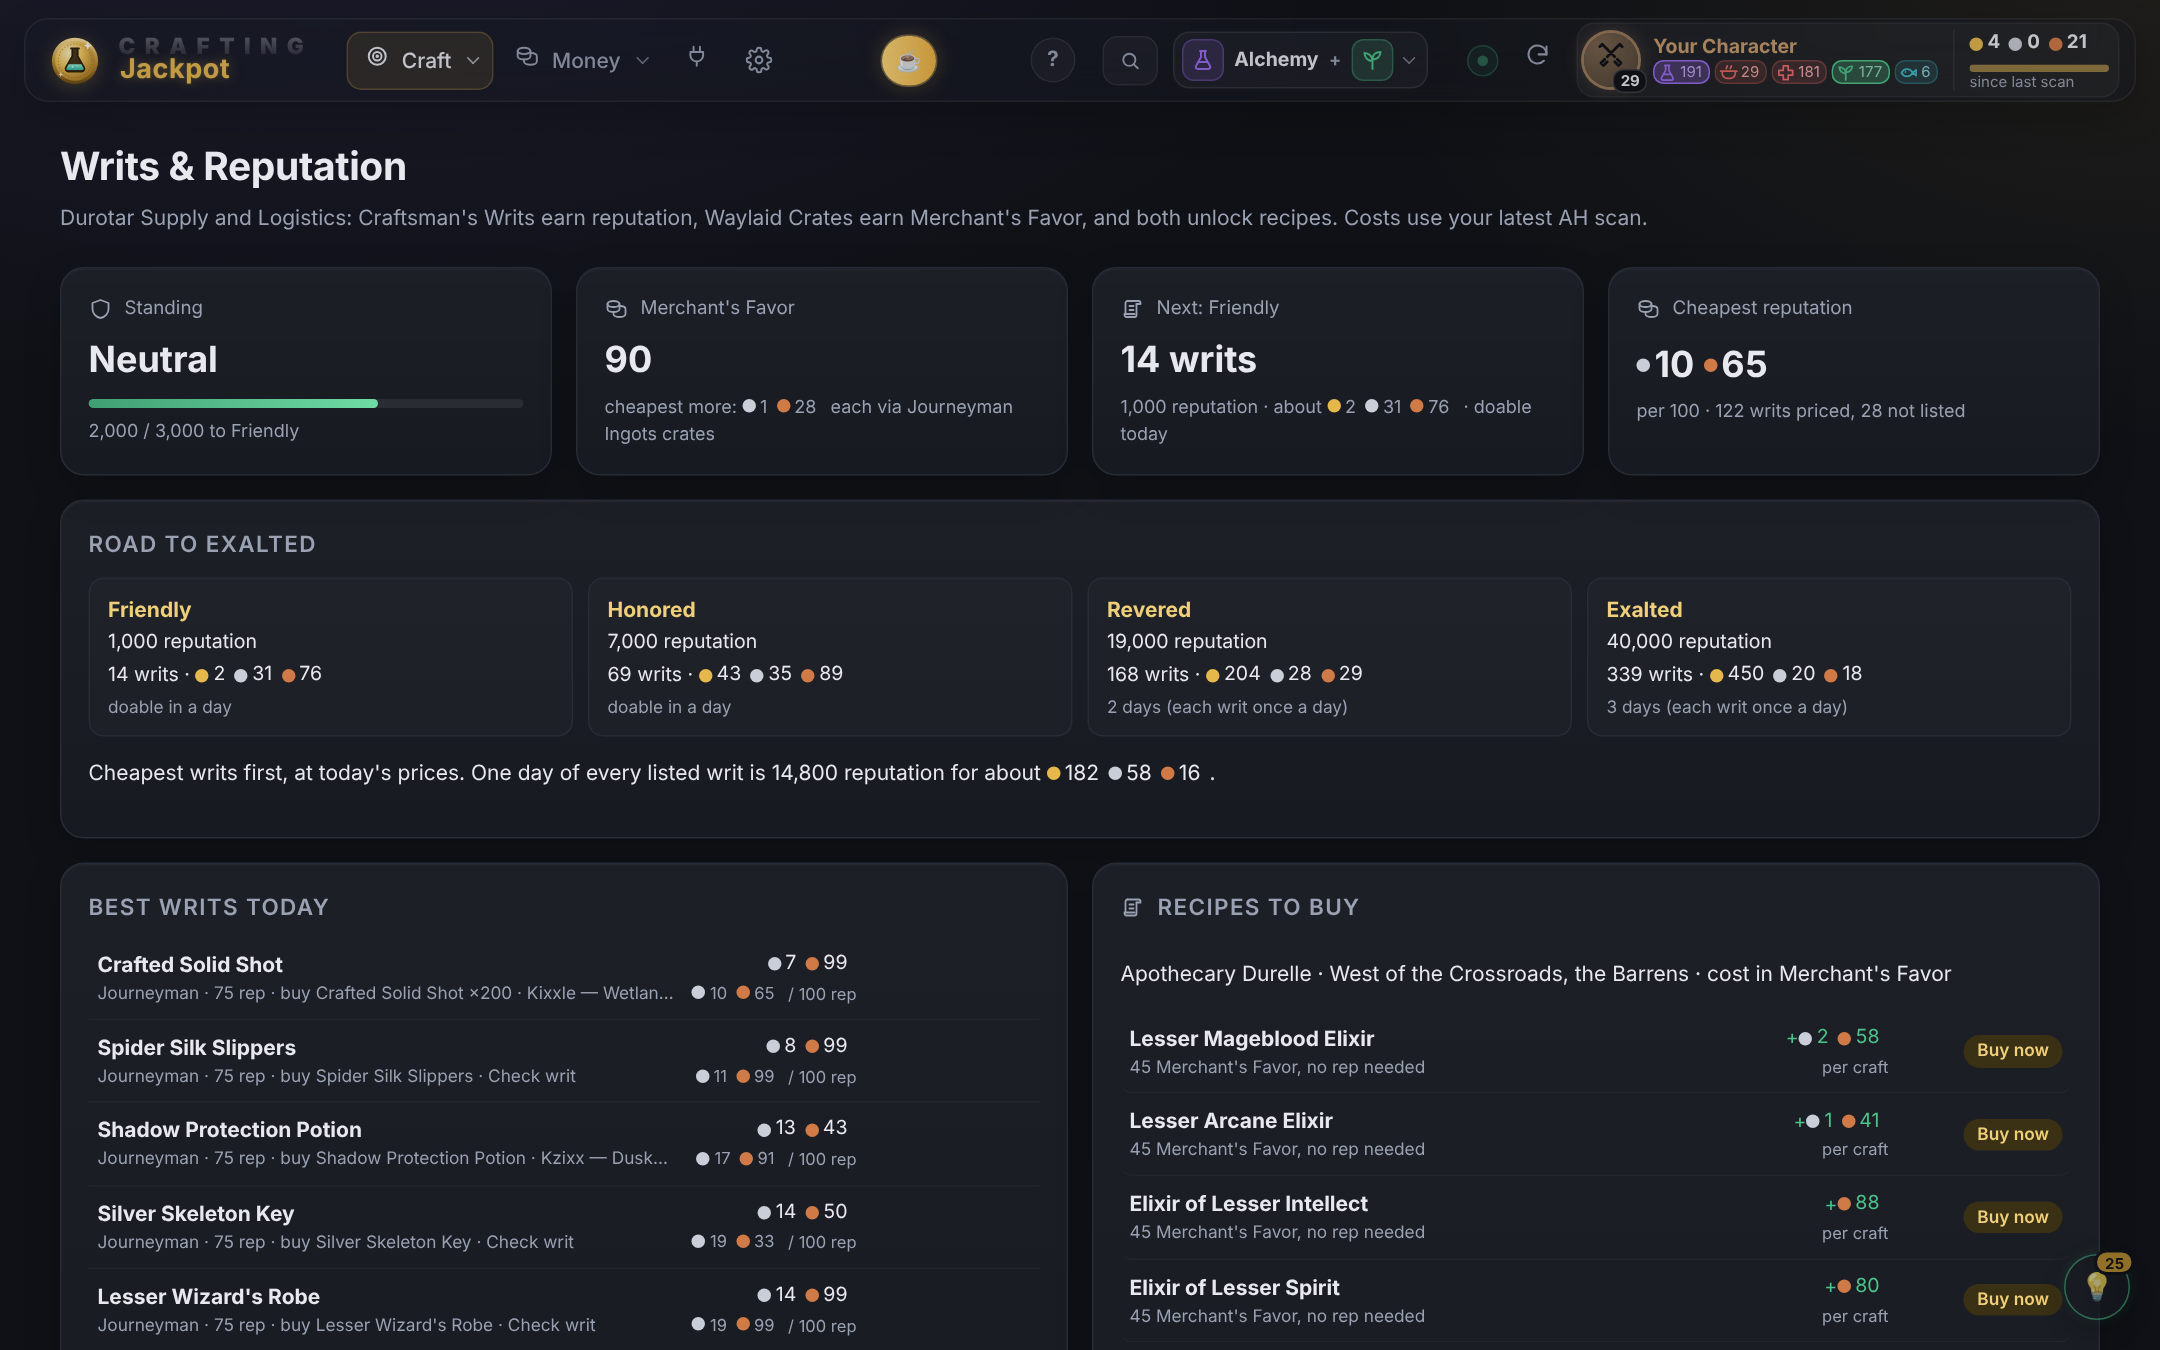 CRAFTING
Jackpot
Craft
Money
?
Alchemy +
29
Your Character
191 29 181 177 6
4 0 21
since last scan
Writs & Reputation
Durotar Supply and Logistics: Craftsman's Writs earn reputation, Waylaid Crates earn Merchant's Favor, and both unlock recipes. Costs use your latest AH scan.
Standing
Neutral
2,000 / 3,000 to Friendly
Merchant's Favor
90
cheapest more: 1 28 each via Journeyman
Ingots crates
Next: Friendly
14 writs
1,000 reputation · about 2 31 76 · doable
today
Cheapest reputation
10 65
per 100 · 122 writs priced, 28 not listed
ROAD TO EXALTED
Friendly
1,000 reputation
14 writs · 2 31 76
doable in a day
Honored
7,000 reputation
69 writs · 43 35 89
doable in a day
Revered
19,000 reputation
168 writs · 204 28 29
2 days (each writ once a day)
Exalted
40,000 reputation
339 writs · 450 20 18
3 days (each writ once a day)
Cheapest writs first, at today's prices. One day of every listed writ is 14,800 reputation for about 182 58 16 .
BEST WRITS TODAY
Crafted Solid Shot 7 99
Journeyman · 75 rep · buy Crafted Solid Shot ×200 · Kixxle — Wetlan... 10 65 / 100 rep
Spider Silk Slippers 8 99
Journeyman · 75 rep · buy Spider Silk Slippers · Check writ 11 99 / 100 rep
Shadow Protection Potion 13 43
Journeyman · 75 rep · buy Shadow Protection Potion · Kzixx — Dusk... 17 91 / 100 rep
Silver Skeleton Key 14 50
Journeyman · 75 rep · buy Silver Skeleton Key · Check writ 19 33 / 100 rep
Lesser Wizard's Robe 14 99
Journeyman · 75 rep · buy Lesser Wizard's Robe · Check writ 19 99 / 100 rep
RECIPES TO BUY
Apothecary Durelle · West of the Crossroads, the Barrens · cost in Merchant's Favor
Lesser Mageblood Elixir +2 58
45 Merchant's Favor, no rep needed per craft
Buy now
Lesser Arcane Elixir +1 41
45 Merchant's Favor, no rep needed per craft
Buy now
Elixir of Lesser Intellect +88
45 Merchant's Favor, no rep needed per craft
Buy now
Elixir of Lesser Spirit +80
45 Merchant's Favor, no rep needed per craft
Buy now
25